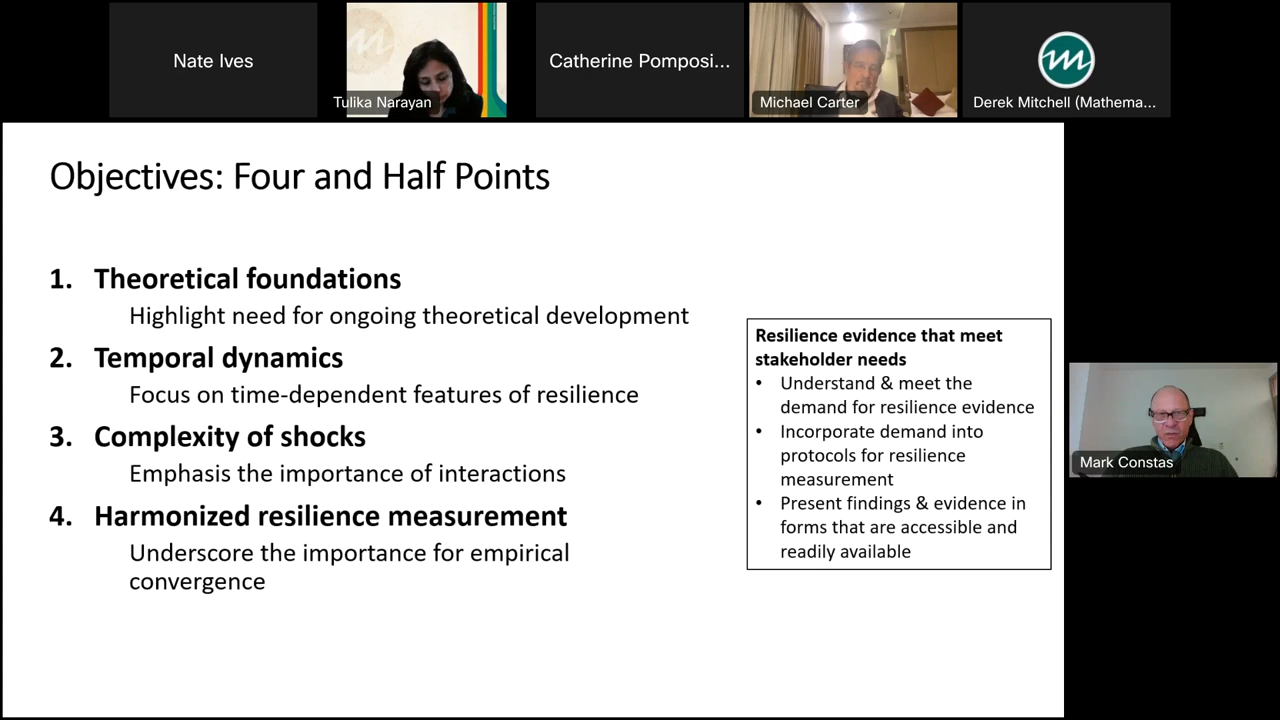 Nate Ives
Tulika Narayan
Catherine Pomposi...
Michael Carter
m
Derek Mitchell (Mathema...
Objectives: Four and Half Points
1. Theoretical foundations
Highlight need for ongoing theoretical development
2. Temporal dynamics
Focus on time-dependent features of resilience
3. Complexity of shocks
Emphasis the importance of interactions
4. Harmonized resilience measurement
Underscore the importance for empirical
convergence
Resilience evidence that meet
stakeholder needs
• Understand & meet the
demand for resilience evidence
• Incorporate demand into
protocols for resilience
measurement
• Present findings & evidence in
forms that are accessible and
readily available
Mark Constas